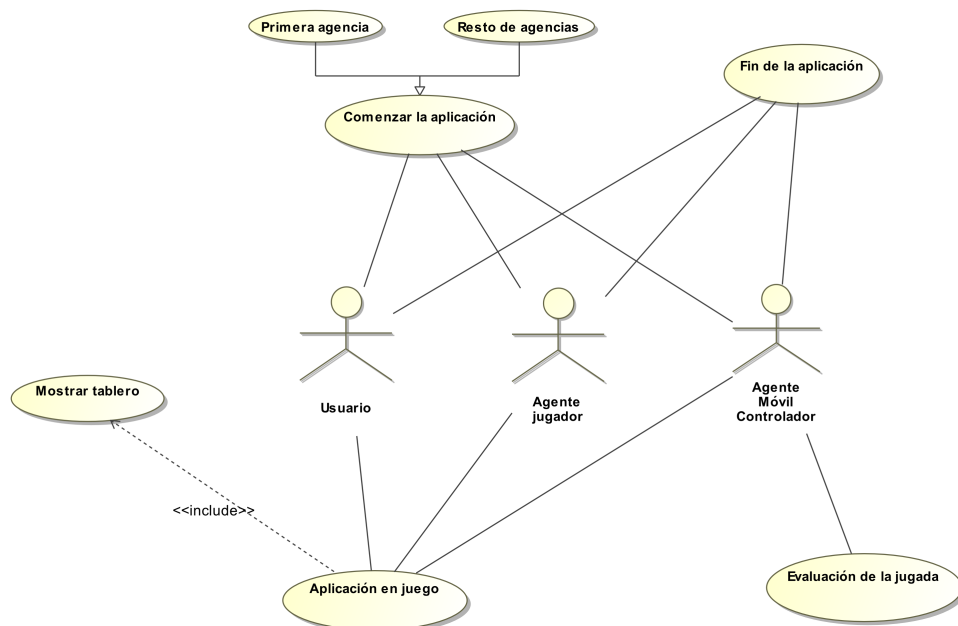 Primera agencia
Resto de agencias
Fin de la aplicación
Comenzar la aplicación
Mostrar tablero
Usuario
Agente
jugador
Agente
Móvil
Controlador
<<include>>
Aplicación en juego
Evaluación de la jugada